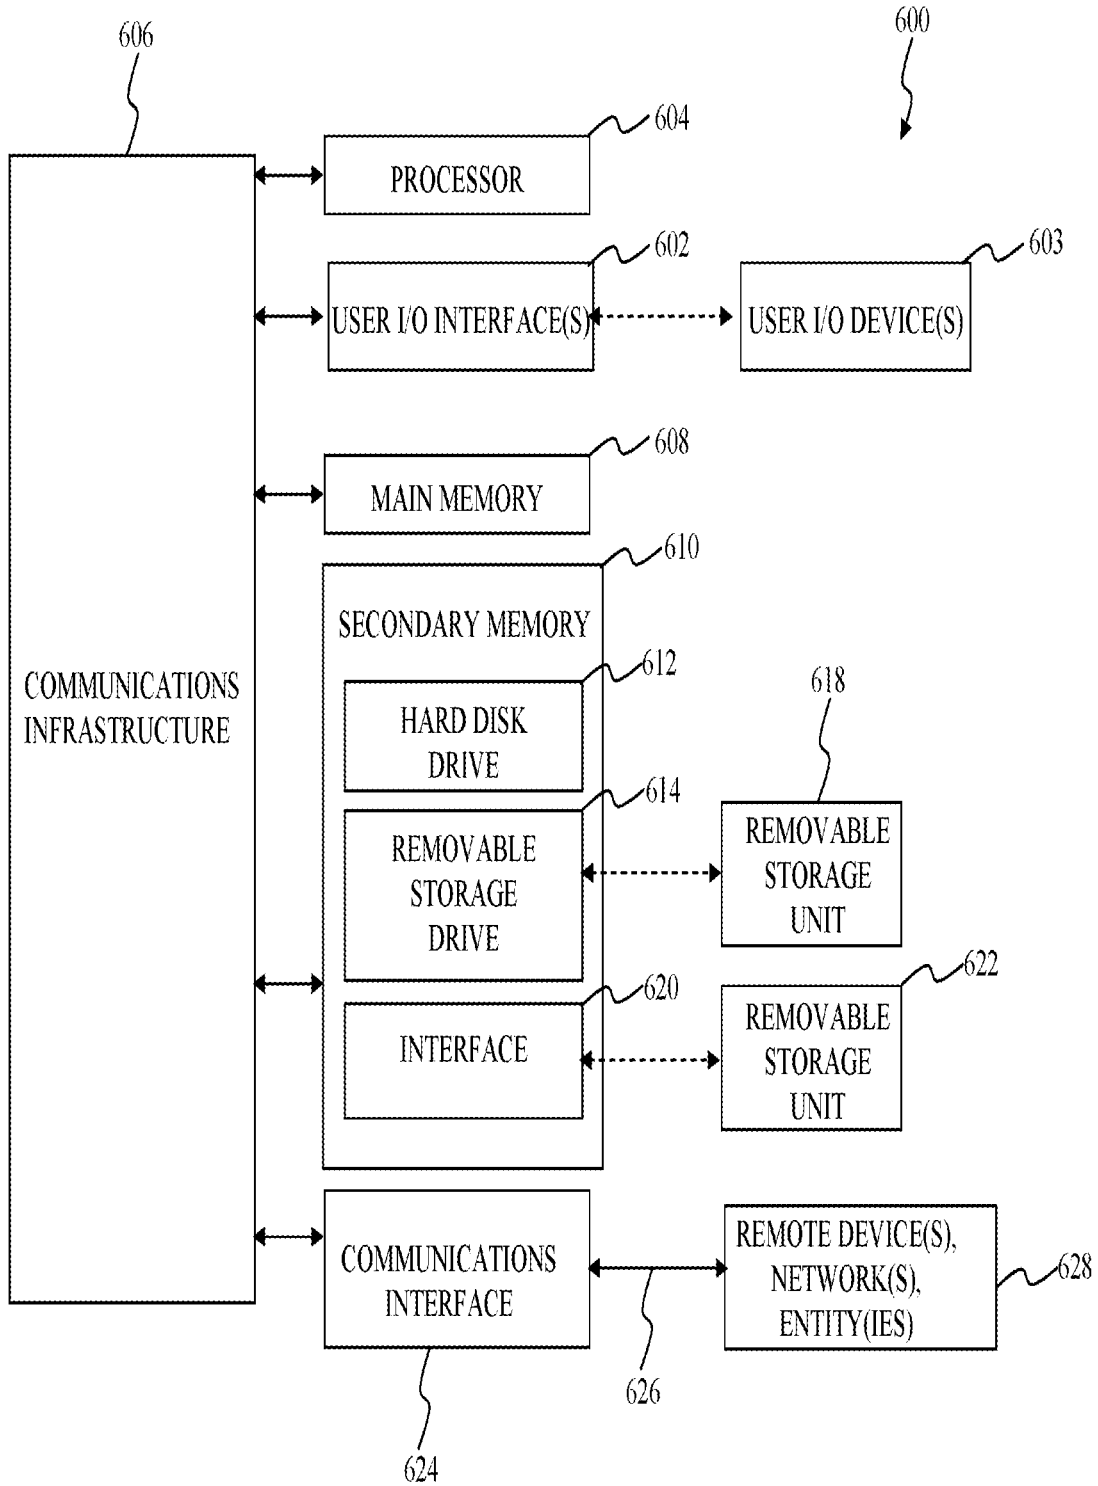 606
600
604
PROCESSOR
602
603
USER I/O INTERFACE(S)
USER I/O DEVICE(S)
608
MAIN MEMORY
610
SECONDARY MEMORY
612
HARD DISK
DRIVE
COMMUNICATIONS
INFRASTRUCTURE
618
614
REMOVABLE
STORAGE
DRIVE
REMOVABLE
STORAGE
UNIT
622
620
INTERFACE
REMOVABLE
STORAGE
UNIT
COMMUNICATIONS
INTERFACE
REMOTE DEVICE(S),
NETWORK(S),
ENTITY(IES)
628
626
624